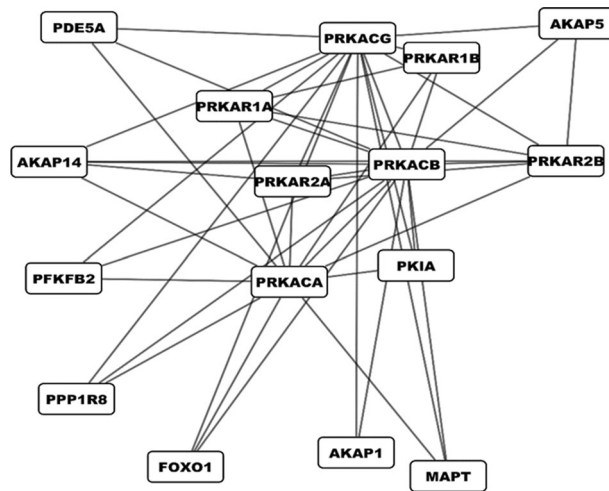 PDE5A
PRKACG
AKAP5
PRKAR1B
PRKAR1A
AKAP14
PRKACB
PRKAR2B
PRKAR2A
PFKFB2
PRKACA
PKIA
PPP1R8
FOXO1
AKAP1
MAPT